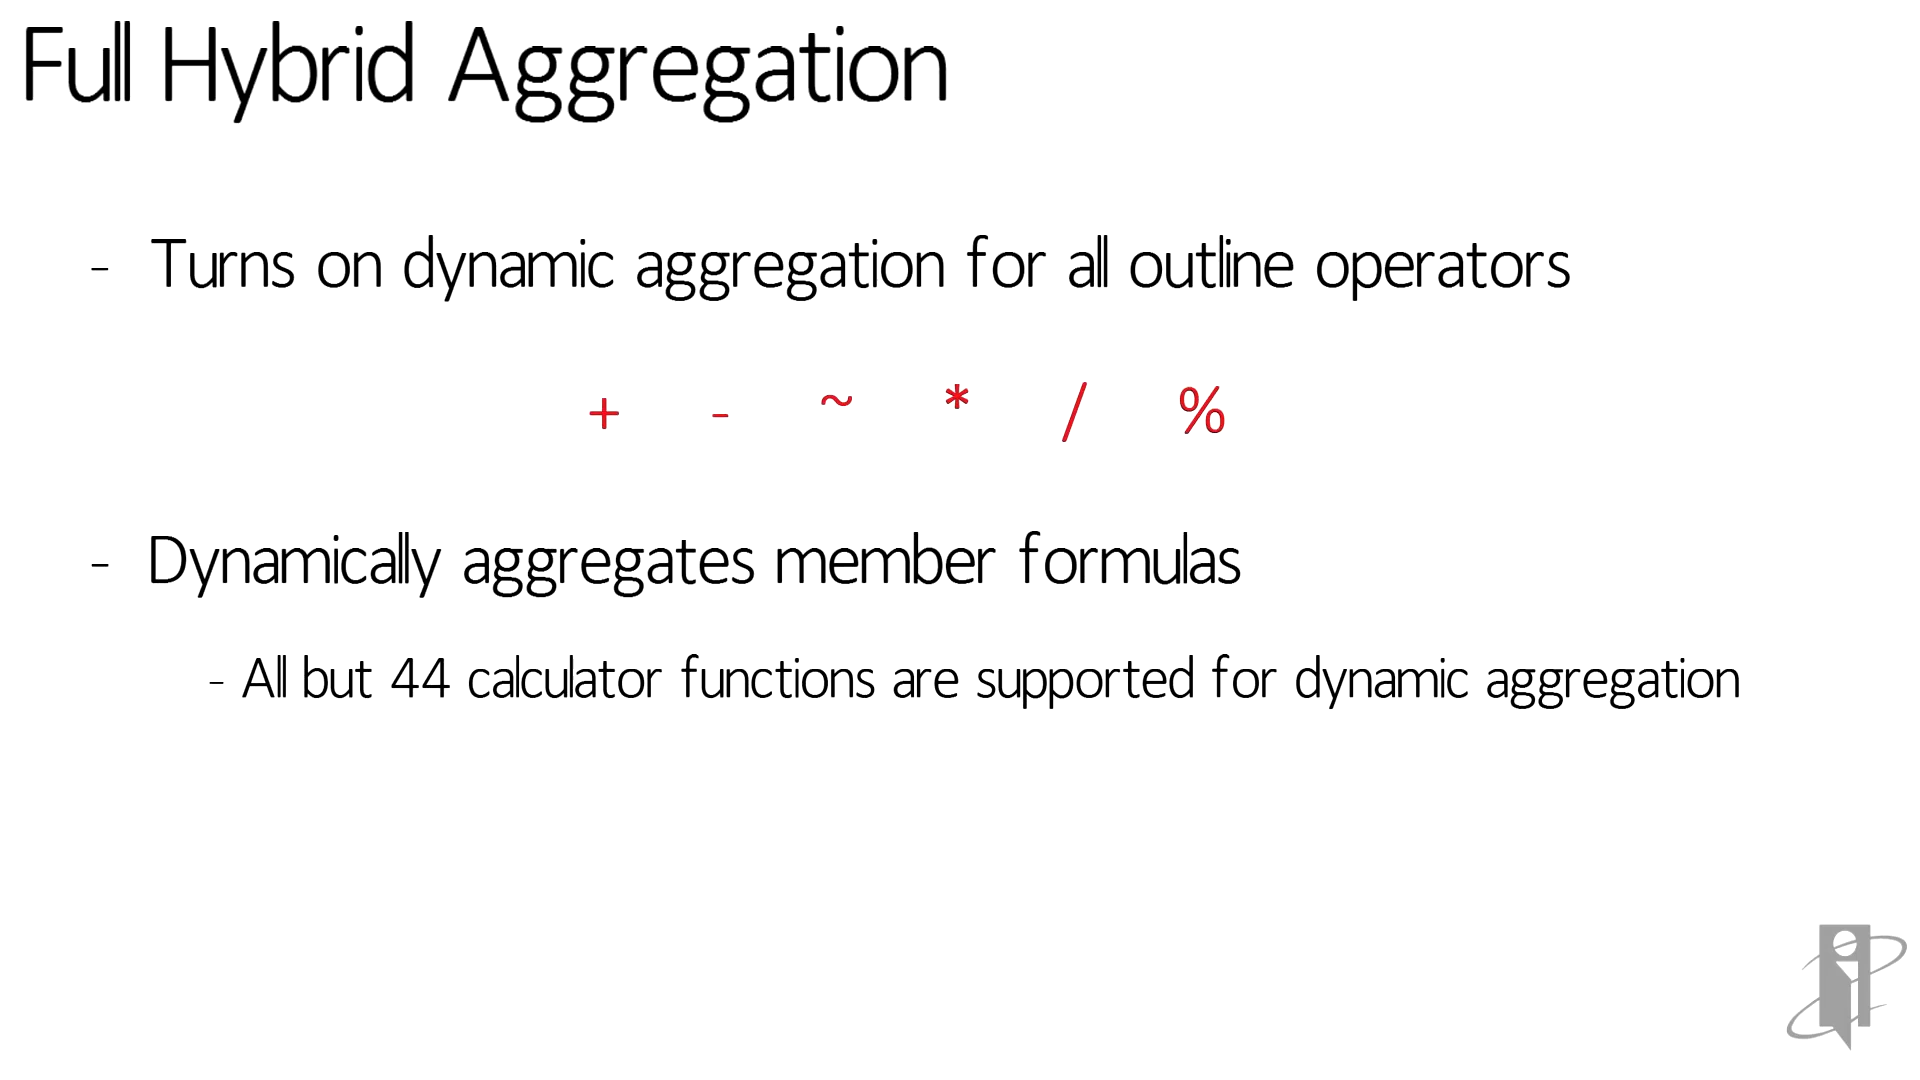 Full Hybrid Aggregation
- Turns on dynamic aggregation for all outline operators
+ - ~ * / %
- Dynamically aggregates member formulas
- All but 44 calculator functions are supported for dynamic aggregation